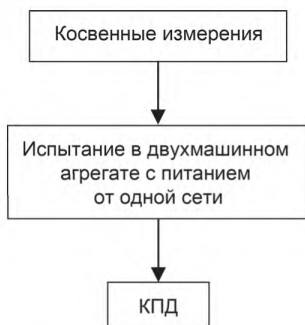 Косвенные измерения
Испытание в двухмашинном
агрегате с питанием
от одной сети
КПД